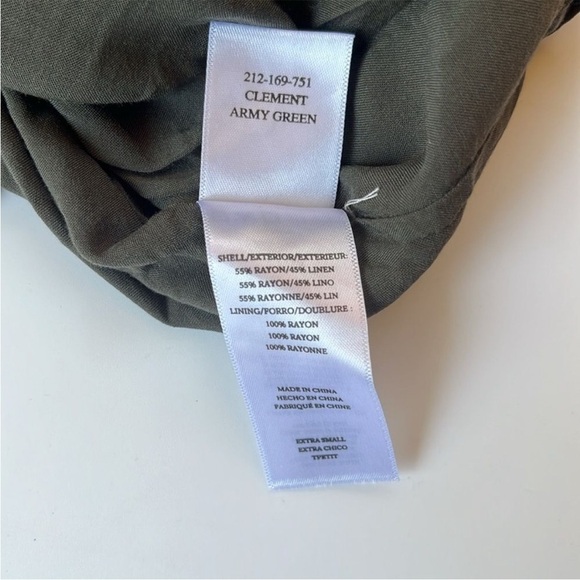 212-169-751
CLEMENT
ARMY GREEN
SHELL/EXTERIOR/EXTERIEUR:
55% RAYON/45% LINEN
55% RAYON/45% LINO
55% RAYONNE/45% LIN
LINING/FORRO/DOUBLURE :
100% RAYON
100% RAYON
100% RAYONNE
MADE IN CHINA
HECHO EN CHINA
FABRIQUÉ EN CHINE
EXTRA SMALL
EXTRA CHICO
TPETIT